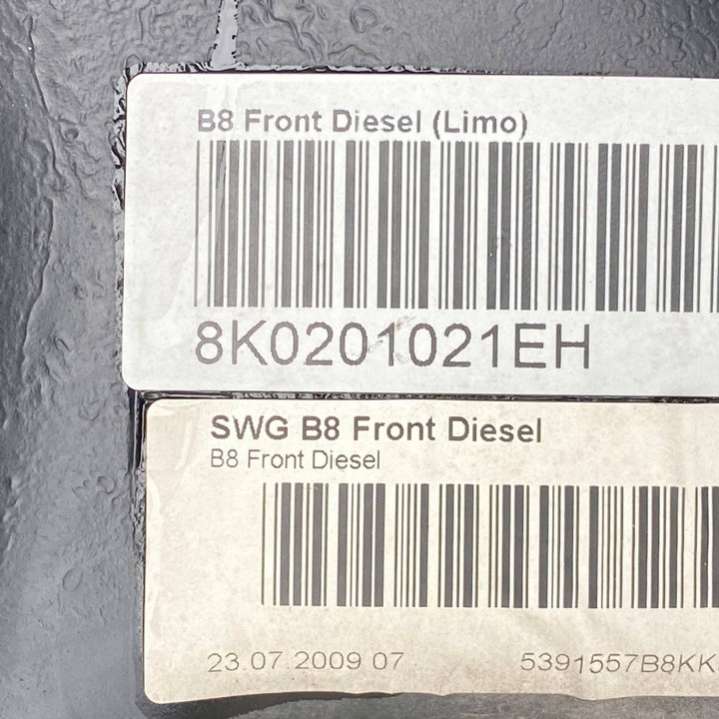 B8 Front Diesel (Limo)
8K0201021EH
SWG B8 Front Diesel
B8 Front Diesel
23.07.2009 07 5391557B8KK